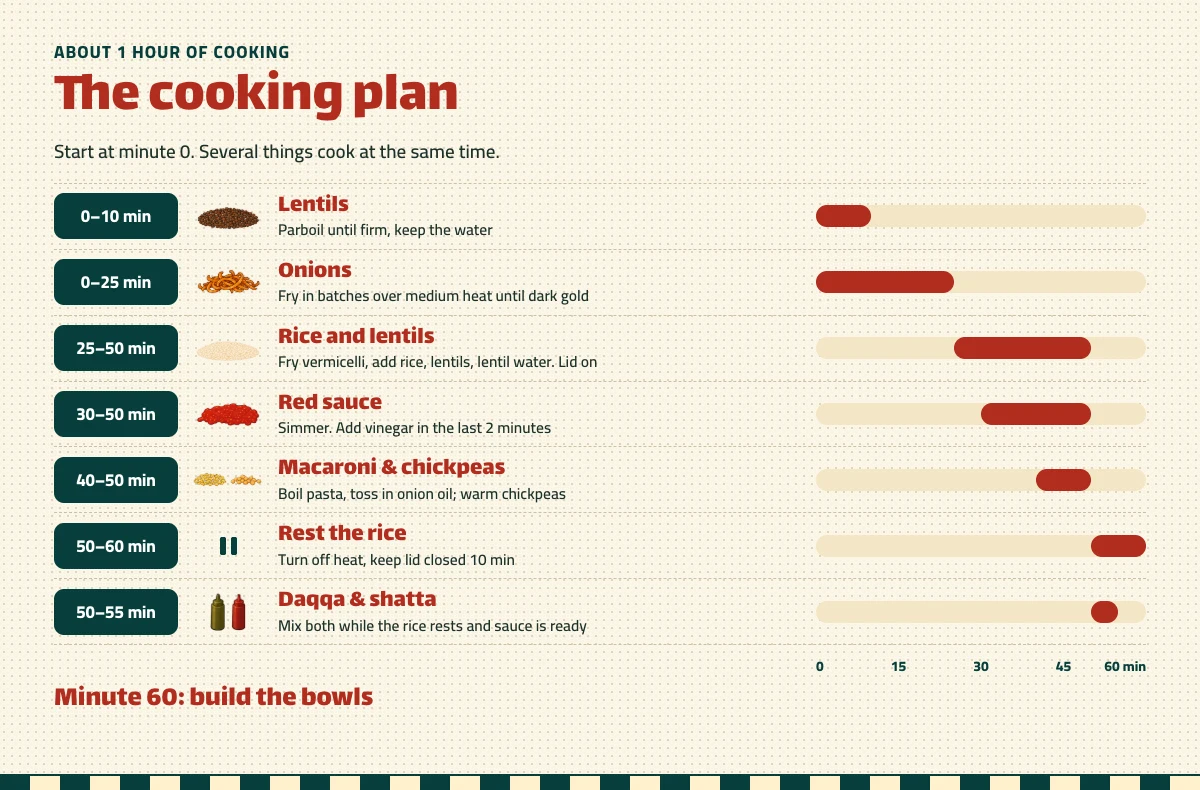 ABOUT 1 HOUR OF COOKING
The cooking plan
Start at minute 0. Several things cook at the same time.
0–10 min
Lentils
Parboil until firm, keep the water
0–25 min
Onions
Fry in batches over medium heat until dark gold
25–50 min
Rice and lentils
Fry vermicelli, add rice, lentils, lentil water. Lid on
30–50 min
Red sauce
Simmer. Add vinegar in the last 2 minutes
40–50 min
Macaroni & chickpeas
Boil pasta, toss in onion oil; warm chickpeas
50–60 min
Rest the rice
Turn off heat, keep lid closed 10 min
50–55 min
Daqqa & shatta
Mix both while the rice rests and sauce is ready
0 15 30 45 60 min
Minute 60: build the bowls